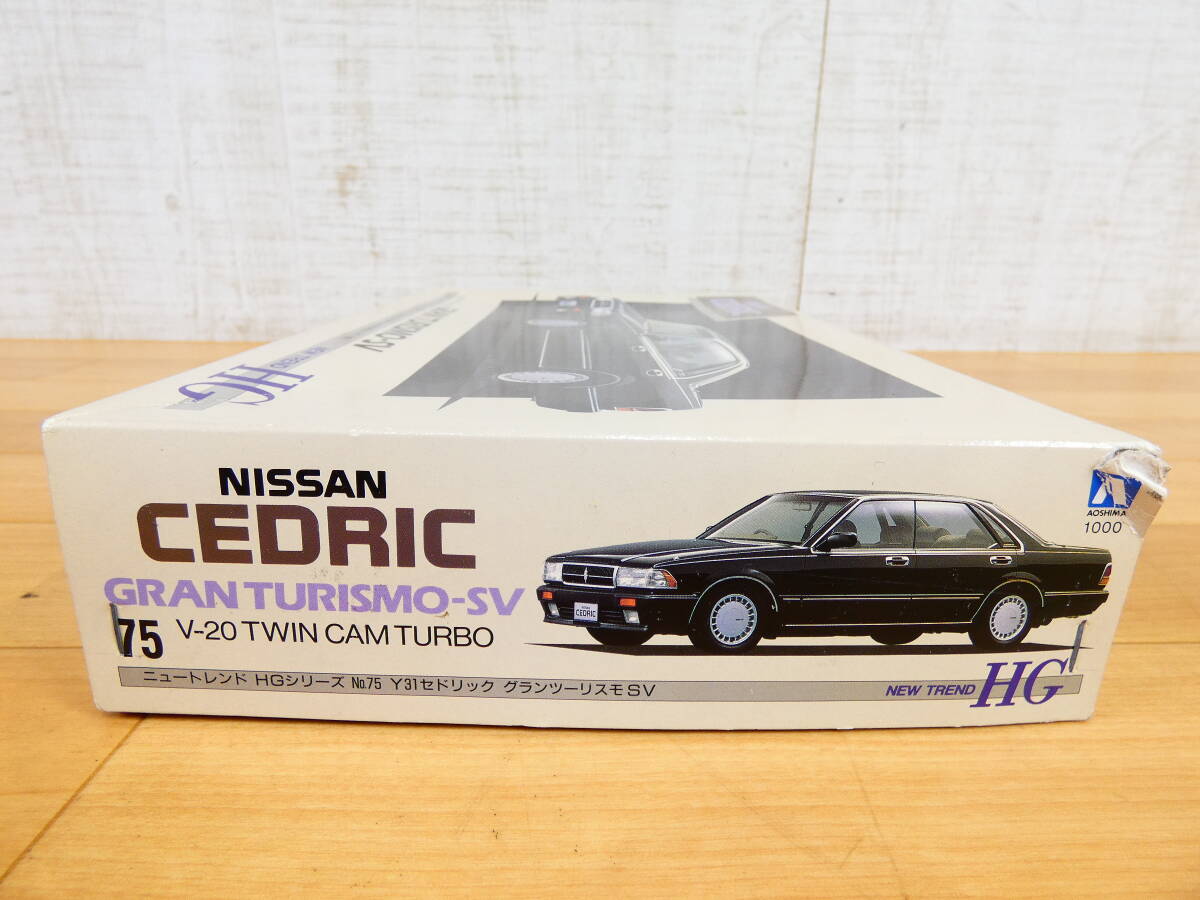 HG
NISSAN
CEDRIC
GRAN TURISMO-SV
75 V-20 TWIN CAM TURBO
ニュートレンド HGシリーズ №75 Y31セドリック グランツーリスモSV
CEDRIC
AOSHIMA
1000
NEW TREND HG